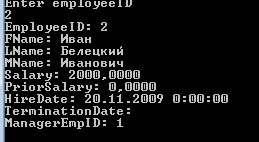 Enter employeeID
2
EmployeeID: 2
FName: Иван
LName: Белецкий
MName: Иванович
Salary: 2000,0000
PriorSalary: 0,0000
HireDate: 20.11.2009 0:00:00
TerminationDate:
ManagerEmpID: 1